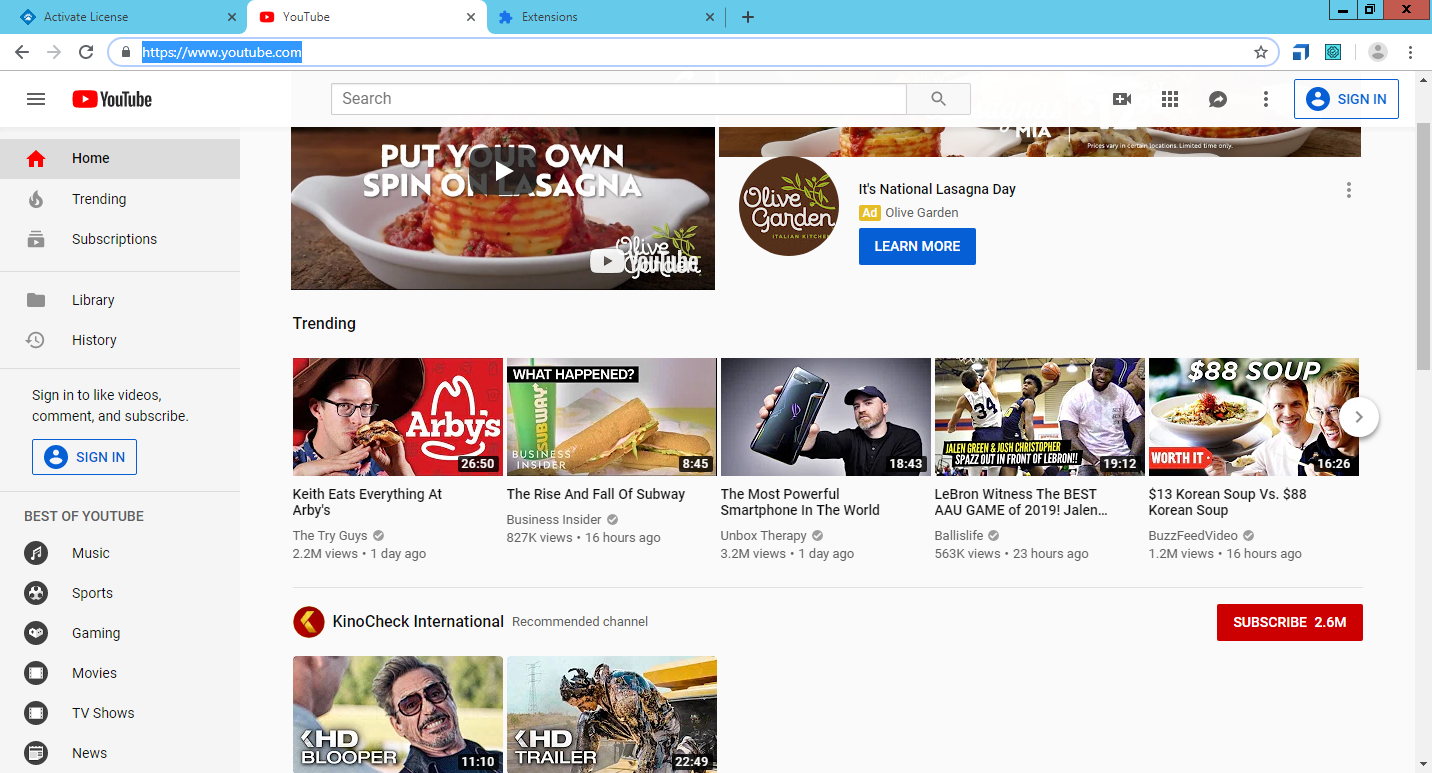 Activate License
YouTube
Extensions
https://www.youtube.com
YouTube
Search
SIGN IN
Home
Trending
Subscriptions
Library
History
Sign in to like videos,
comment, and subscribe.
SIGN IN
BEST OF YOUTUBE
Music
Sports
Gaming
Movies
TV Shows
News
PUT YOUR OWN
SPIN ON LASAGNA
Olive
Garden
YouTube
MIA
Prices vary in certain locations. Limited time only.
Olive
Garden
ITALIAN KITCHEN
It's National Lasagna Day
Ad Olive Garden
LEARN MORE
Trending
Arby's
26:50
Keith Eats Everything At
Arby's
The Try Guys
2.2M views • 1 day ago
WHAT HAPPENED?
SUBWAY
BUSINESS
INSIDER
8:45
The Rise And Fall Of Subway
Business Insider
827K views • 16 hours ago
18:43
The Most Powerful
Smartphone In The World
Unbox Therapy
3.2M views • 1 day ago
34
JALEN GREEN & JOSH CHRISTOPHER
SPAZZ OUT IN FRONT OF LEBRON!!
19:12
LeBron Witness The BEST
AAU GAME of 2019! Jalen...
Ballislife
563K views • 23 hours ago
$88 SOUP
WORTH IT
16:26
$13 Korean Soup Vs. $88
Korean Soup
BuzzFeedVideo
1.2M views • 16 hours ago
KinoCheck International
Recommended channel
SUBSCRIBE 2.6M
KHD
BLOOPER
11:10
KHD
TRAILER
22:49